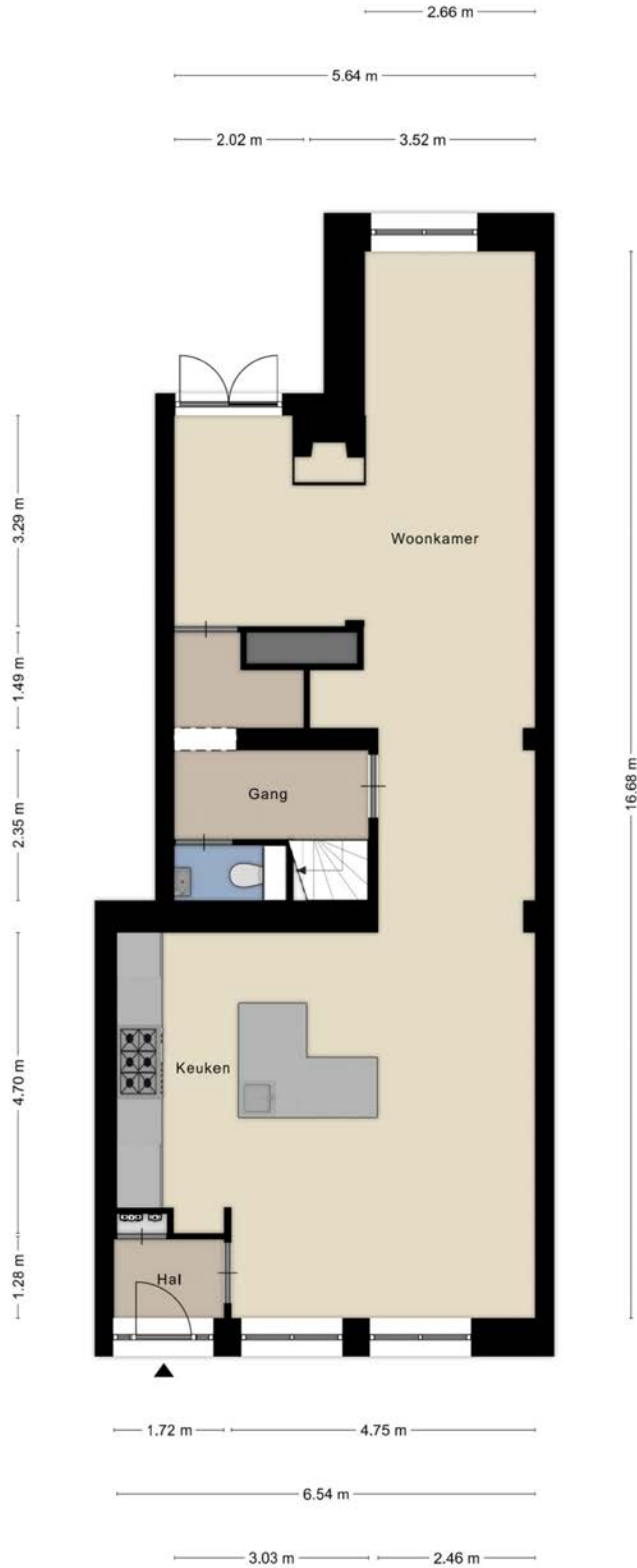 2.66 m
5.64 m
2.02 m
3.52 m
3.29 m
Woonkamer
1.49 m
16.68 m
2.35 m
Gang
4.70 m
Keuken
1.28 m
Hal
1.72 m
4.75 m
6.54 m
3.03 m
2.46 m